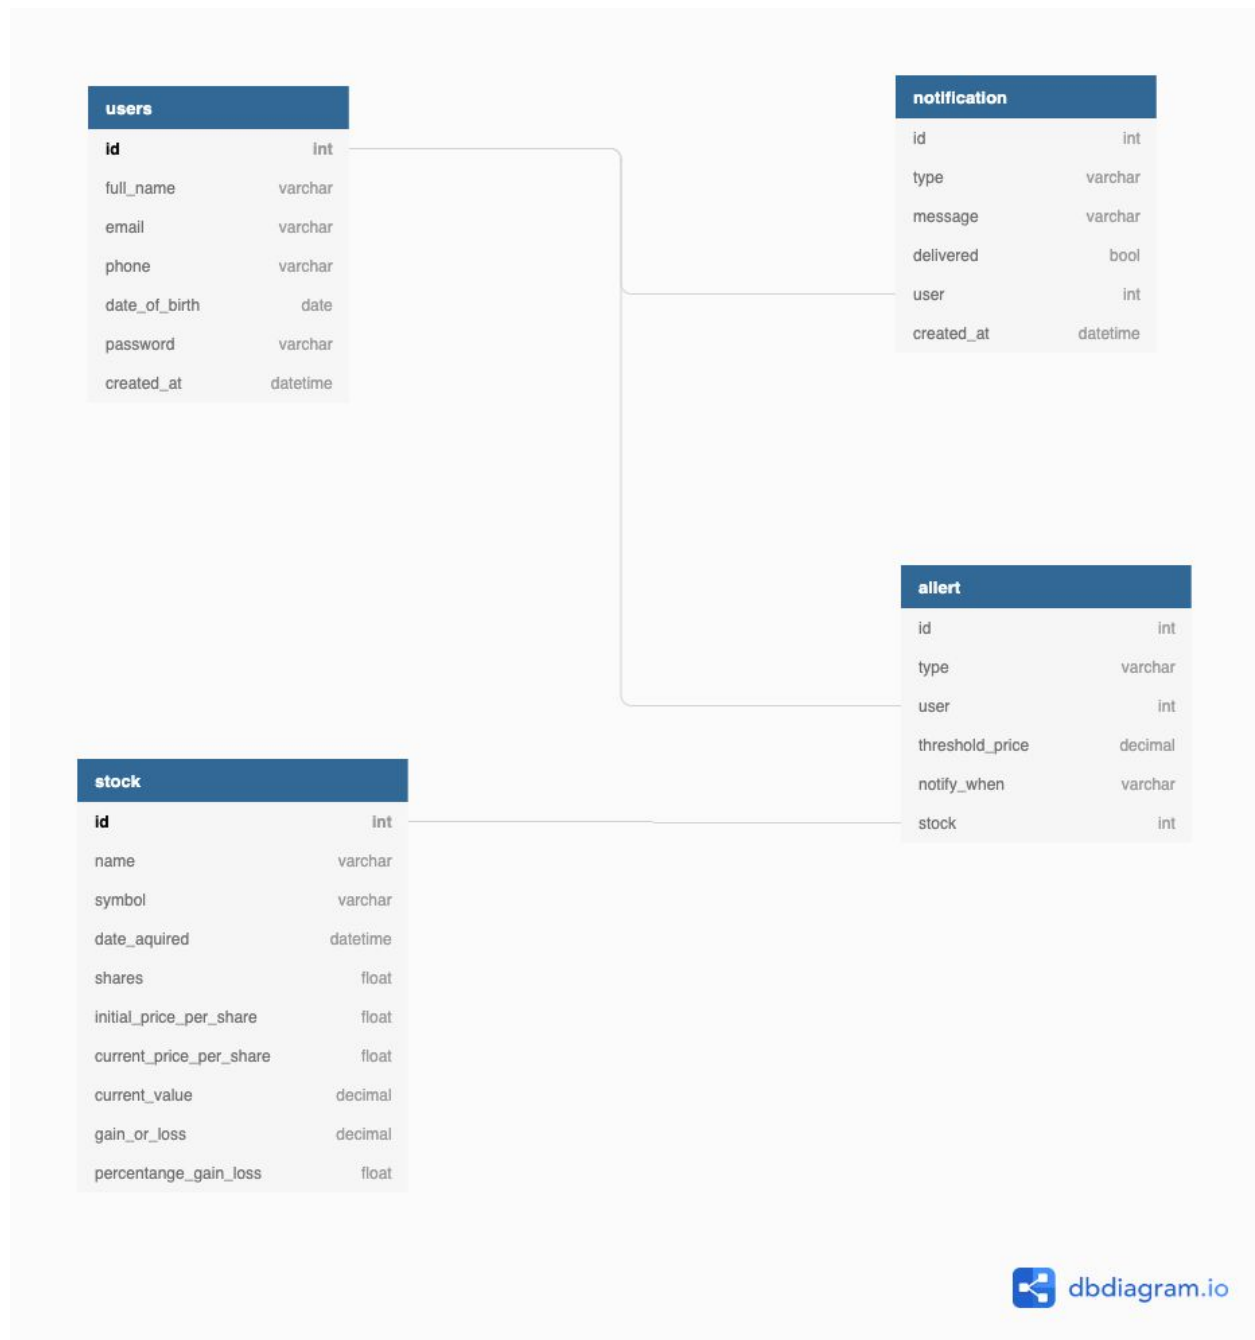 users
id int
full_name varchar
email varchar
phone varchar
date_of_birth date
password varchar
created_at datetime
notification
id int
type varchar
message varchar
delivered bool
user int
created_at datetime
allert
id int
type varchar
user int
threshold_price decimal
notify_when varchar
stock int
stock
id int
name varchar
symbol varchar
date_aquired datetime
shares float
initial_price_per_share float
current_price_per_share float
current_value decimal
gain_or_loss decimal
percentange_gain_loss float
dbdiagram.io